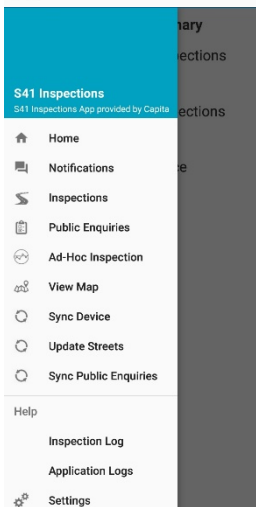 S41 Inspections
S41 Inspections App provided by Capita
Home
Notifications
Inspections
Public Enquiries
Ad-Hoc Inspection
View Map
Sync Device
Update Streets
Sync Public Enquiries
Help
Inspection Log
Application Logs
Settings